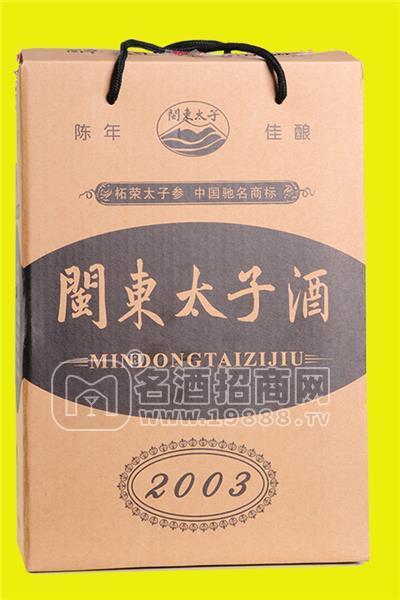 閩東太子
陈年 佳酿
柘荣太子参 中国驰名商标
閩東太子酒
MINDONGTAIZIJIU
名酒招商网
www.19888.tv
2003